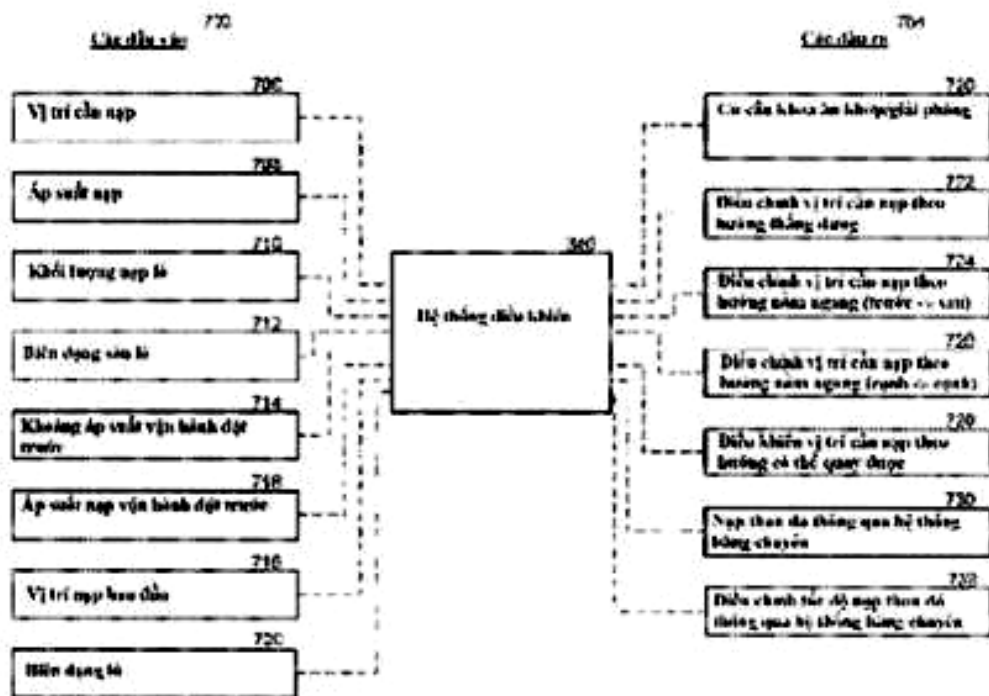 702
Các đầu vào
706
Vị trí cần nạp
708
Áp suất nạp
710
Khối lượng nạp lò
712
Biên dạng sàn lò
714
Khoảng áp suất vận hành đặt trước
718
Áp suất nạp vận hành đặt trước
716
Vị trí nạp ban đầu
720
Biên dạng lò
360
Hệ thống điều khiển
704
Các đầu ra
Cơ cấu khoá ăn khớp/giải phóng
722
Điều chỉnh vị trí cần nạp theo
hướng thẳng đứng
724
Điều chỉnh vị trí cần nạp theo
hướng nằm ngang (trước <-> sau)
Điều chỉnh vị trí cần nạp theo
hướng nằm ngang (cạnh <-> cạnh)
Điều khiển vị trí cần nạp theo
hướng có thể quay được
730
Nạp than đá thông qua hệ thống
băng chuyền
732
Điều chỉnh tốc độ nạp than đá
thông qua hệ thống băng chuyền